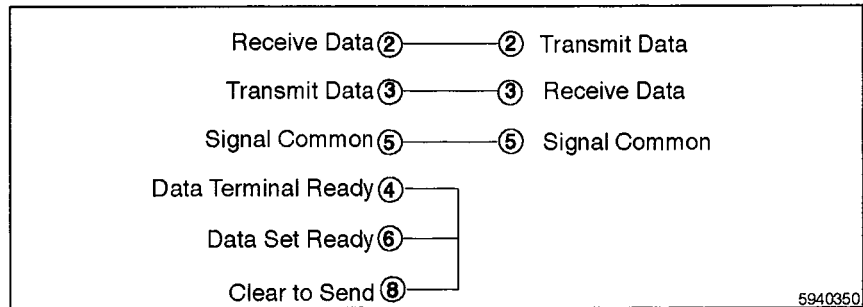 Receive Data 2 2 Transmit Data
Transmit Data 3 3 Receive Data
Signal Common 5 5 Signal Common
Data Terminal Ready 4
Data Set Ready 6
Clear to Send 8
5940350